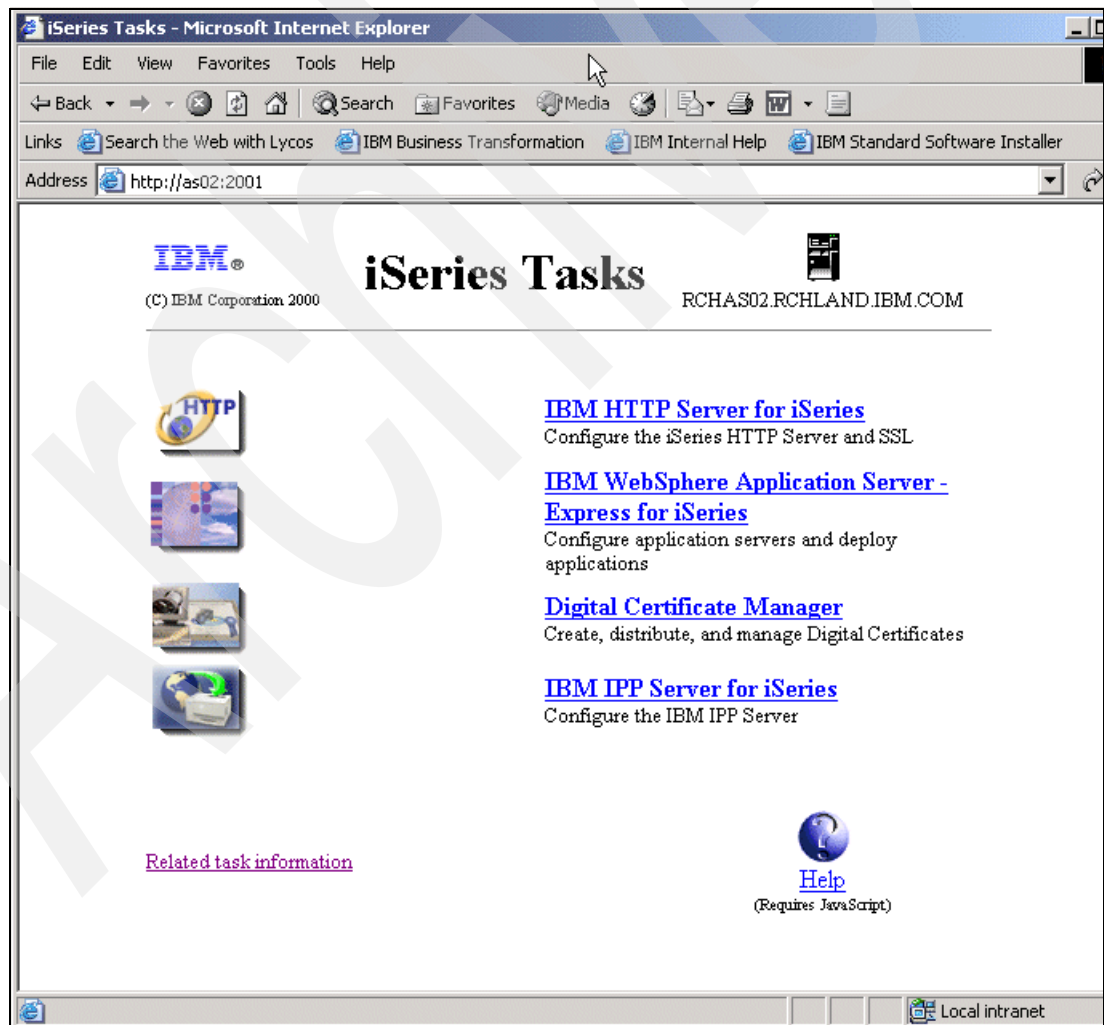 iSeries Tasks - Microsoft Internet Explorer
File Edit View Favorites Tools Help
Back Search Favorites Media
Links Search the Web with Lycos IBM Business Transformation IBM Internal Help IBM Standard Software Installer
Address http://as02:2001
IBM®
iSeries Tasks
(C) IBM Corporation 2000
RCHAS02.RCHLAND.IBM.COM
HTTP
IBM HTTP Server for iSeries
Configure the iSeries HTTP Server and SSL
IBM WebSphere Application Server -
Express for iSeries
Configure application servers and deploy
applications
Digital Certificate Manager
Create, distribute, and manage Digital Certificates
IBM IPP Server for iSeries
Configure the IBM IPP Server
Related task information
Help
(Requires JavaScript)
Local intranet